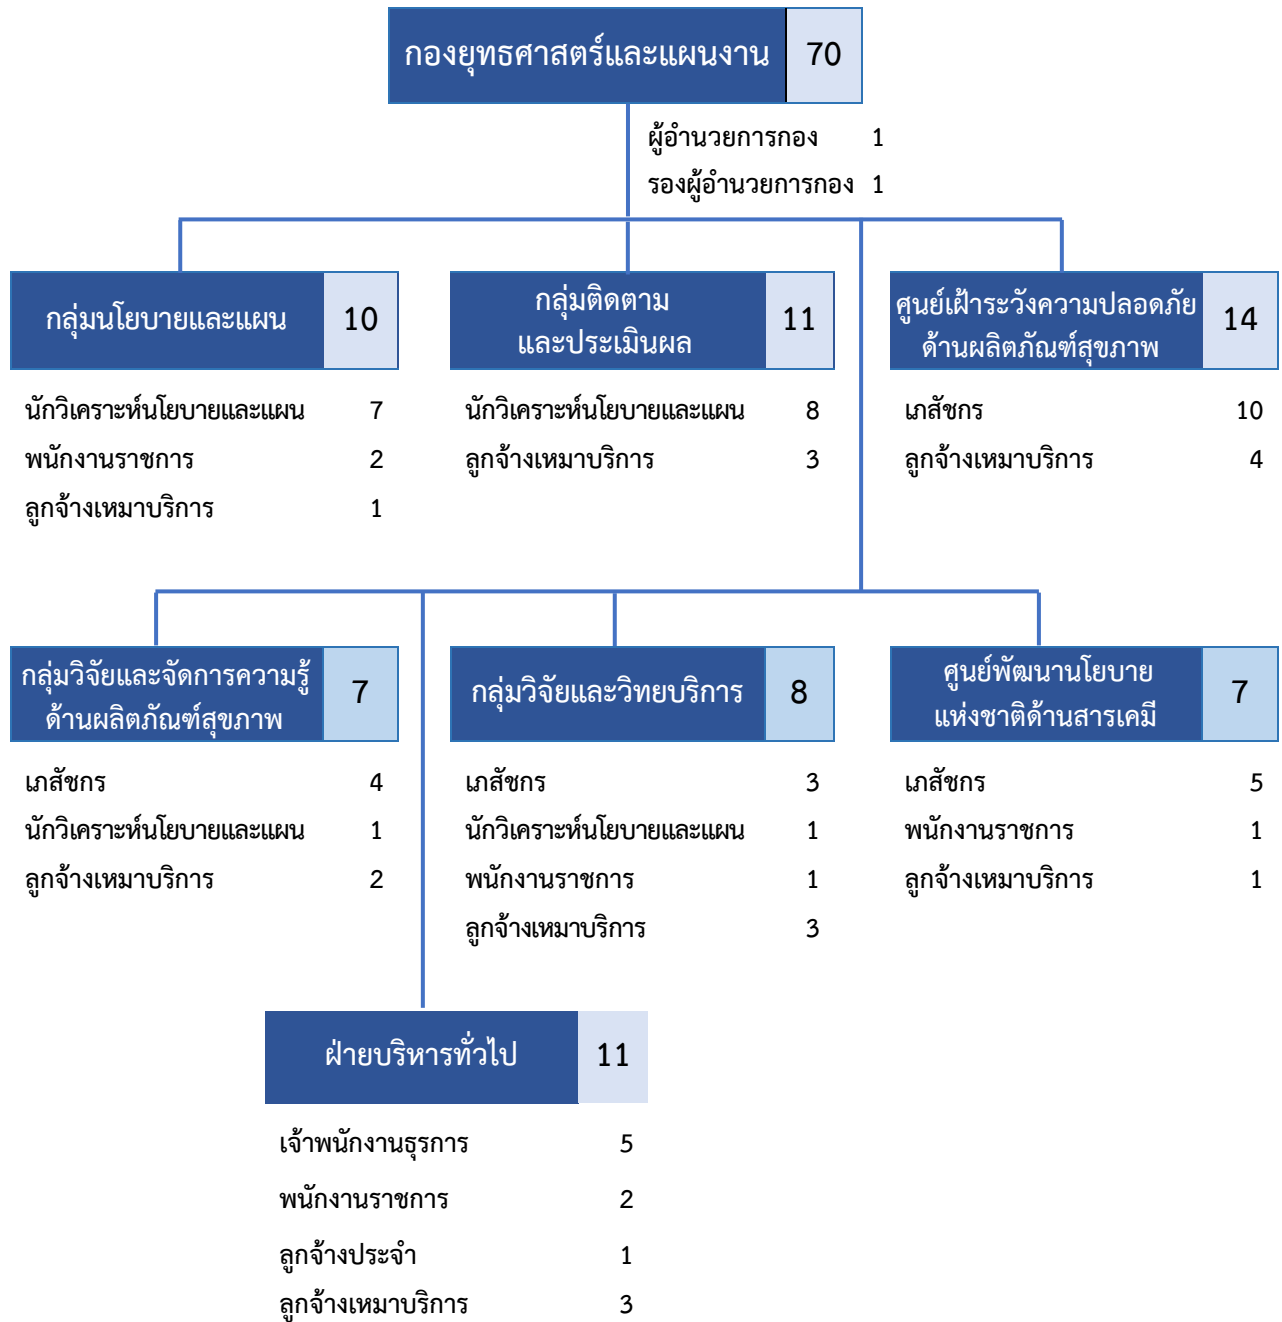 กองยุทธศาสตร์และแผนงาน 70
ผู้อำนวยการกอง 1
รองผู้อำนวยการกอง 1
กลุ่มนโยบายและแผน 10
นักวิเคราะห์นโยบายและแผน 7
พนักงานราชการ 2
ลูกจ้างเหมาบริการ 1
กลุ่มติดตาม
และประเมินผล 11
นักวิเคราะห์นโยบายและแผน 8
ลูกจ้างเหมาบริการ 3
ศูนย์เฝ้าระวังความปลอดภัย
ด้านผลิตภัณฑ์สุขภาพ 14
เภสัชกร 10
ลูกจ้างเหมาบริการ 4
กลุ่มวิจัยและจัดการความรู้
ด้านผลิตภัณฑ์สุขภาพ 7
เภสัชกร 4
นักวิเคราะห์นโยบายและแผน 1
ลูกจ้างเหมาบริการ 2
กลุ่มวิจัยและวิทยบริการ 8
เภสัชกร 3
นักวิเคราะห์นโยบายและแผน 1
พนักงานราชการ 1
ลูกจ้างเหมาบริการ 3
ศูนย์พัฒนานโยบาย
แห่งชาติด้านสารเคมี 7
เภสัชกร 5
พนักงานราชการ 1
ลูกจ้างเหมาบริการ 1
ฝ่ายบริหารทั่วไป 11
เจ้าพนักงานธุรการ 5
พนักงานราชการ 2
ลูกจ้างประจำ 1
ลูกจ้างเหมาบริการ 3